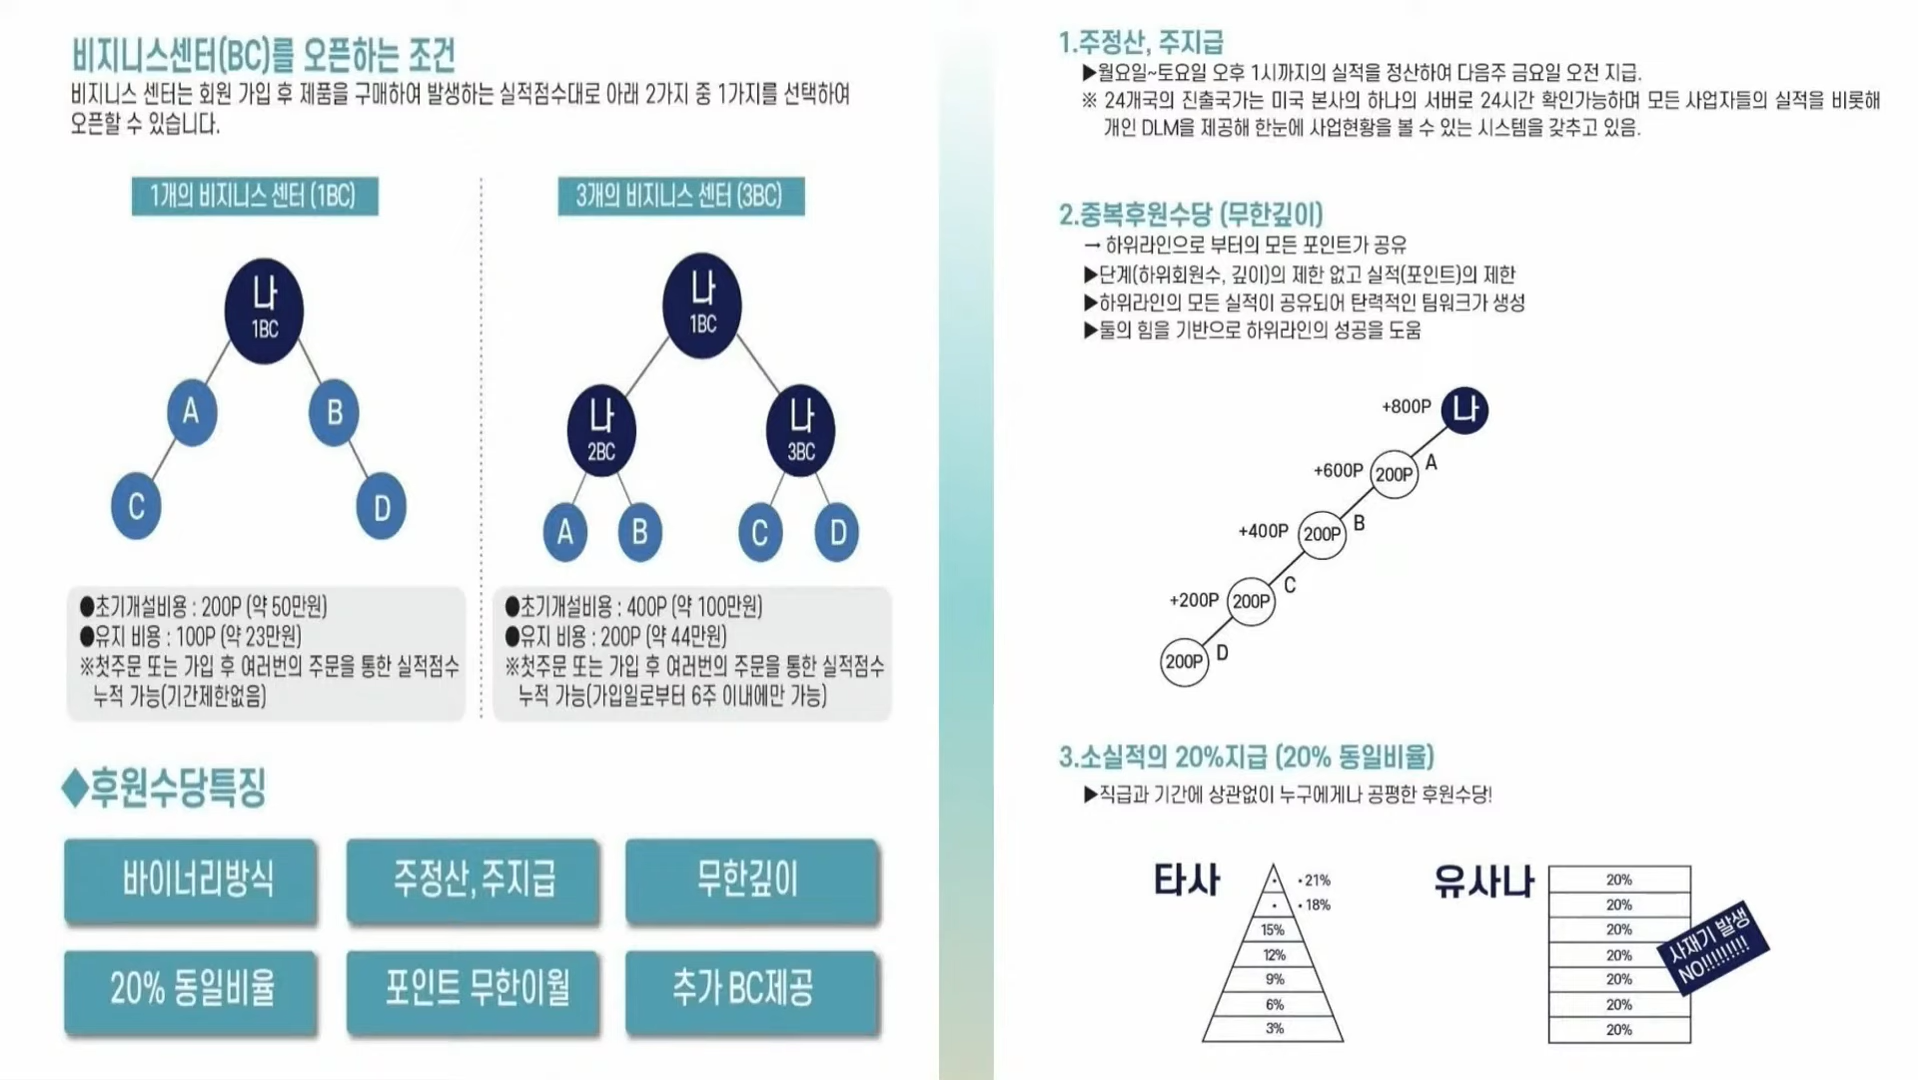 비지니스센터(BC)를 오픈하는 조건
비지니스 센터는 회원 가입 후 제품을 구매하여 발생하는 실적점수대로 아래 2가지 중 1가지를 선택하여
오픈할 수 있습니다.
1개의 비지니스 센터 (1BC)
나
1BC
A
B
C
D
●초기개설비용 : 200P (약 50만원)
●유지 비용 : 100P (약 23만원)
※첫주문 또는 가입 후 여러번의 주문을 통한 실적점수
누적 가능(기간제한없음)
3개의 비지니스 센터 (3BC)
나
1BC
나
2BC
나
3BC
A
B
C
D
●초기개설비용 : 400P (약 100만원)
●유지 비용 : 200P (약 44만원)
※첫주문 또는 가입 후 여러번의 주문을 통한 실적점수
누적 가능(가입일로부터 6주 이내에만 가능)
◆후원수당특징
바이너리방식
주정산, 주지급
무한깊이
20% 동일비율
포인트 무한이월
추가 BC제공
1.주정산, 주지급
▶월요일~토요일 오후 1시까지의 실적을 정산하여 다음주 금요일 오전 지급.
※ 24개국의 진출국가는 미국 본사의 하나의 서버로 24시간 확인가능하며 모든 사업자들의 실적을 비롯해
개인 DLM을 제공해 한눈에 사업현황을 볼 수 있는 시스템을 갖추고 있음.
2.중복후원수당 (무한깊이)
→ 하위라인으로 부터의 모든 포인트가 공유
▶단계(하위회원수, 깊이)의 제한 없고 실적(포인트)의 제한
▶하위라인의 모든 실적이 공유되어 탄력적인 팀워크가 생성
▶둘의 힘을 기반으로 하위라인의 성공을 도움
+800P
나
+600P
200P
A
+400P
200P
B
+200P
200P
C
200P
D
3.소실적의 20%지급 (20% 동일비율)
▶직급과 기간에 상관없이 누구에게나 공평한 후원수당!
타사
21%
18%
15%
12%
9%
6%
3%
유사나
20%
20%
20%
20%
20%
20%
20%
사재기 발생
NO!!!!!!!!!